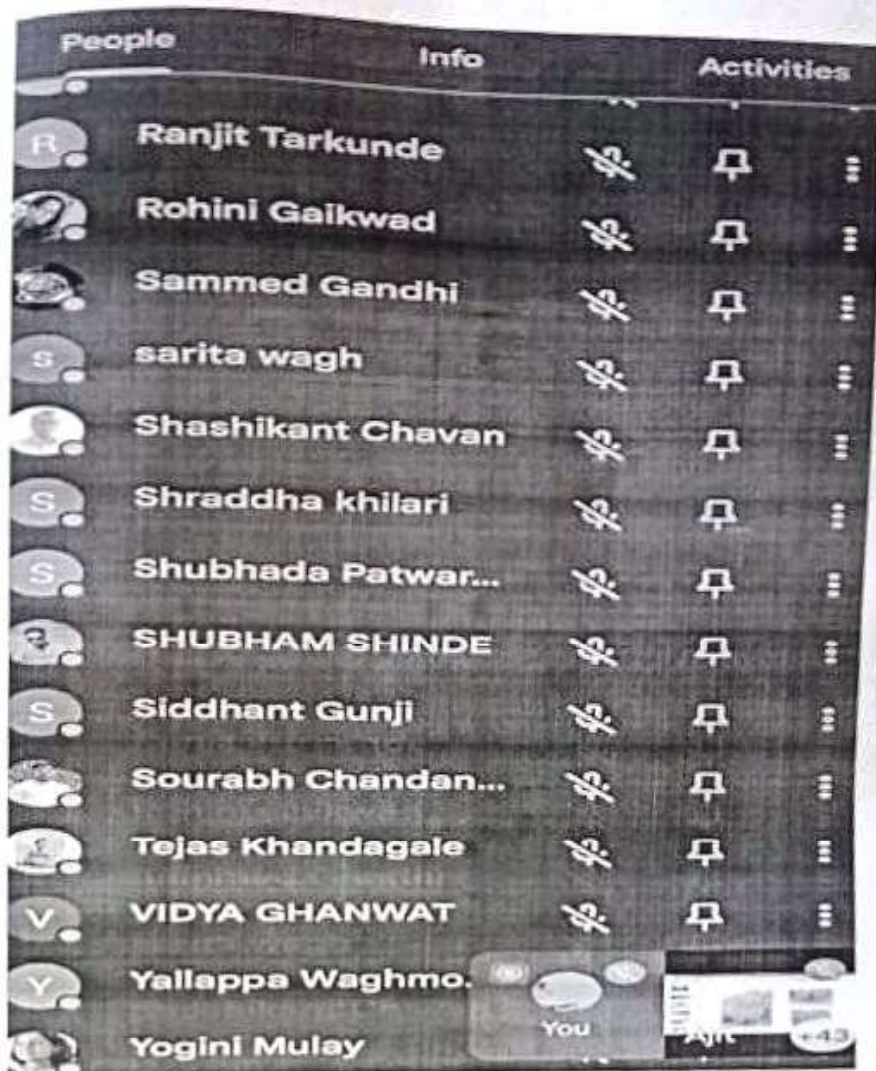 People Info Activities
R Ranjit Tarkunde
Rohini Gaikwad
Sammed Gandhi
S sarita wagh
Shashikant Chavan
S Shraddha khilari
S Shubhada Patwar...
SHUBHAM SHINDE
S Siddhant Gunji
Sourabh Chandan...
Tejas Khandagale
V VIDYA GHANWAT
Y Yallappa Waghmo.
You Ajit +43
Yogini Mulay